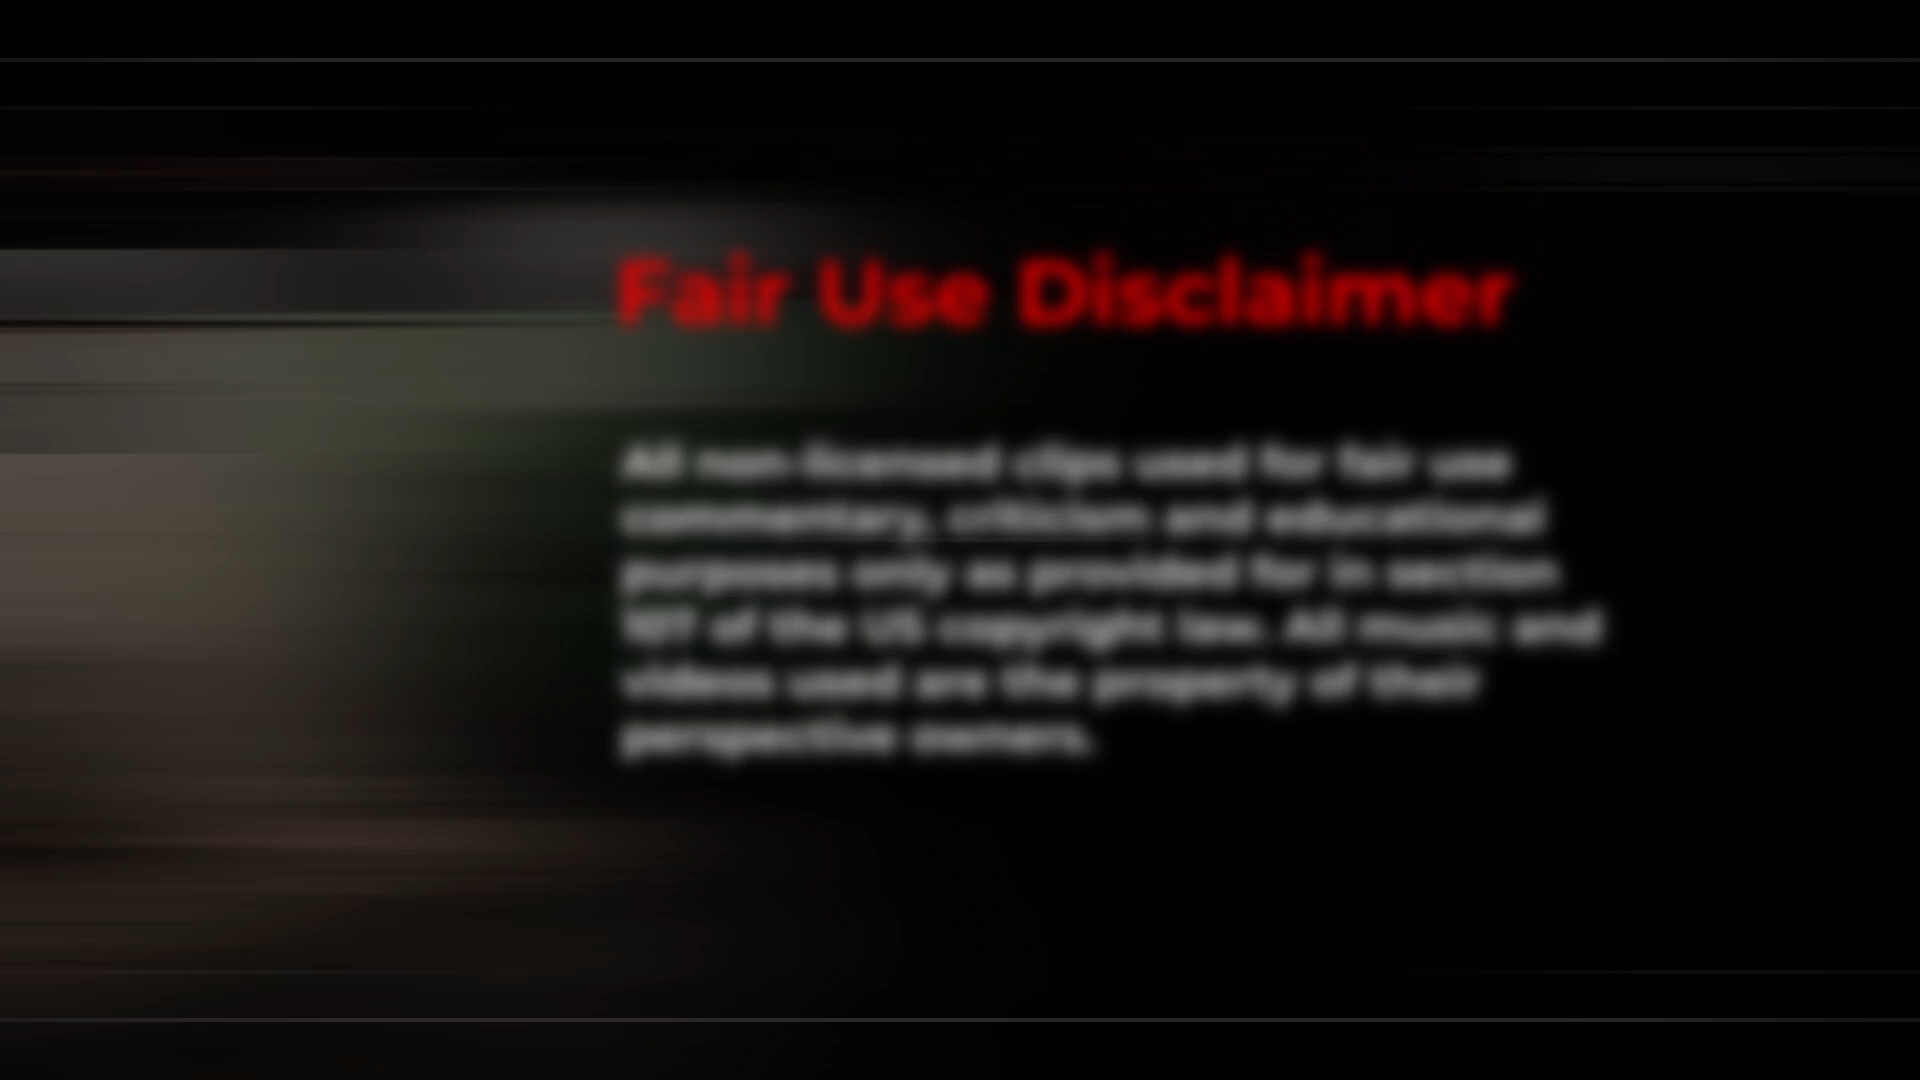 Fair Use Disclaimer
All non-licensed clips used for fair use
commentary, criticism and educational
purposes only as provided for in section
107 of the US copyright law. All music and
videos used are the property of their
perspective owners.